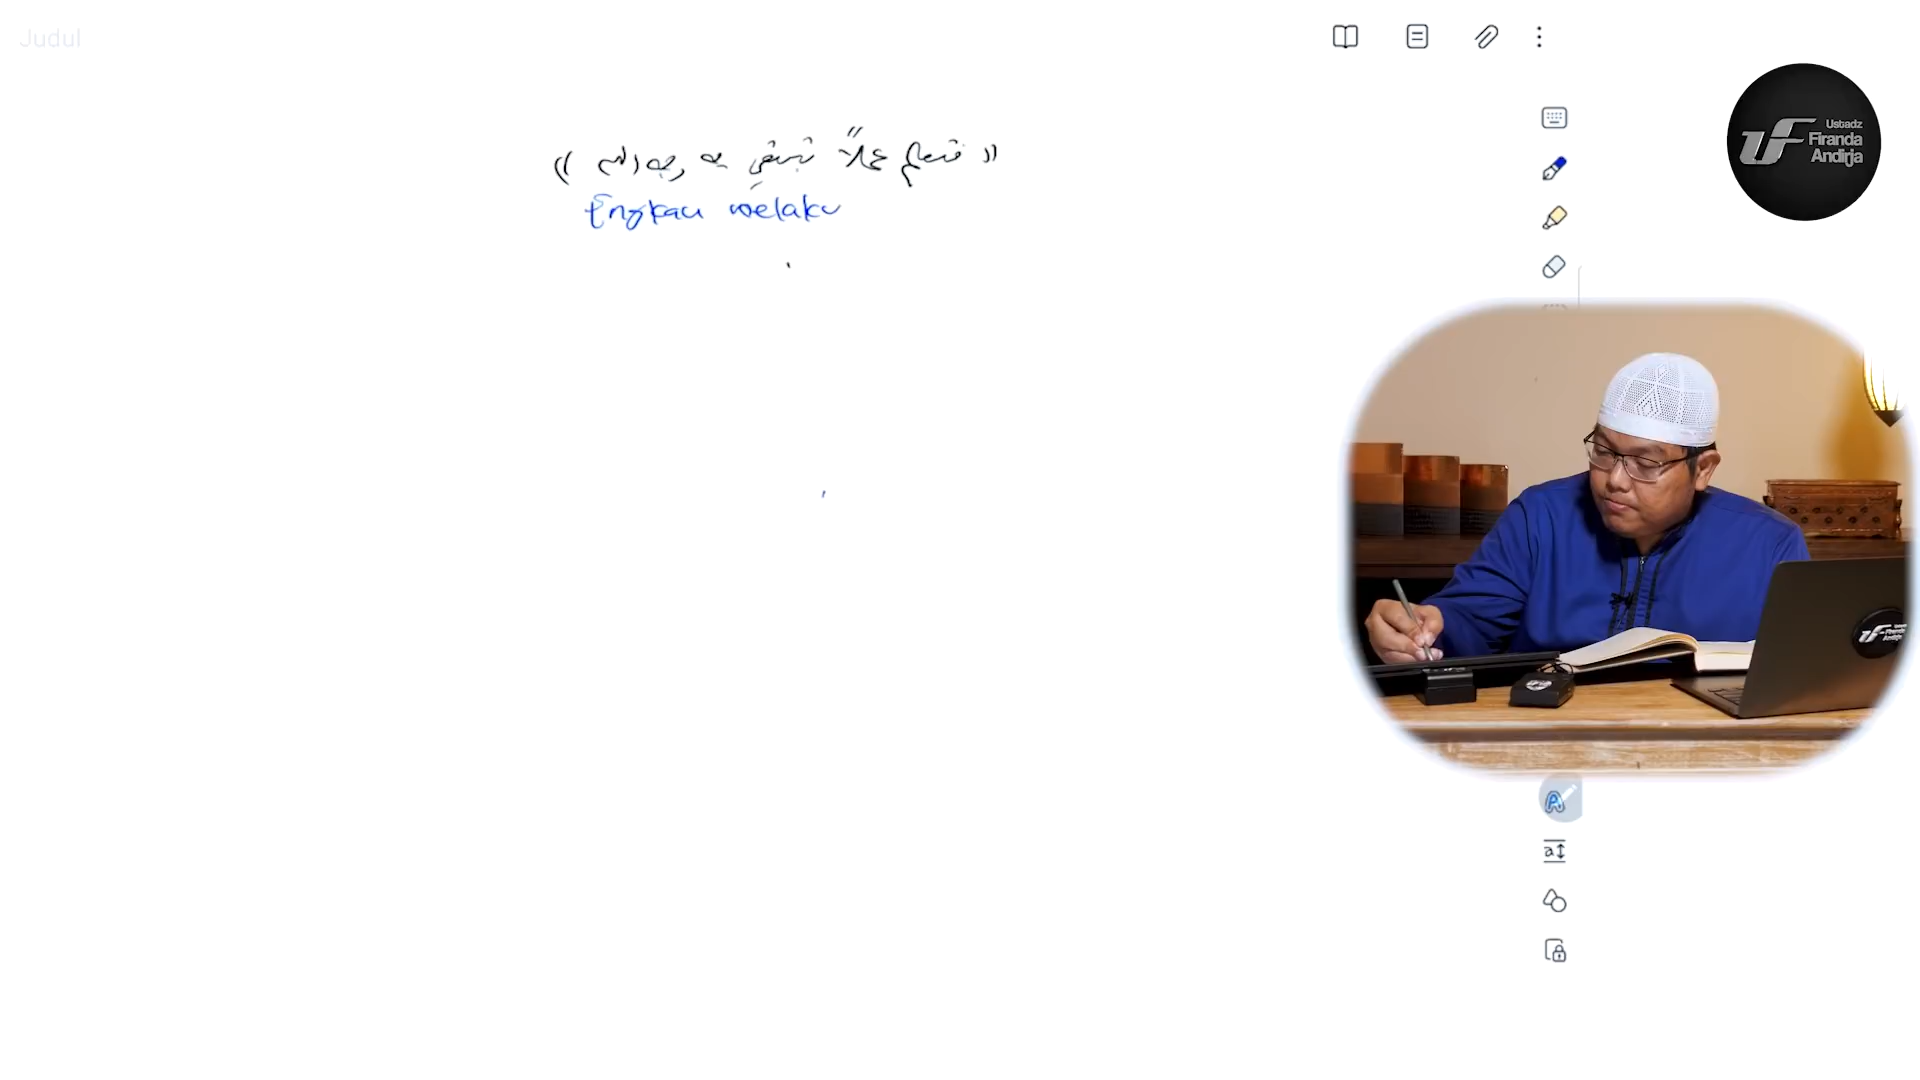 Judul
(( فتعمل عملاً تبتغي به وجه الله ))
Engkau melaku
Ustadz
Firanda
Andirja